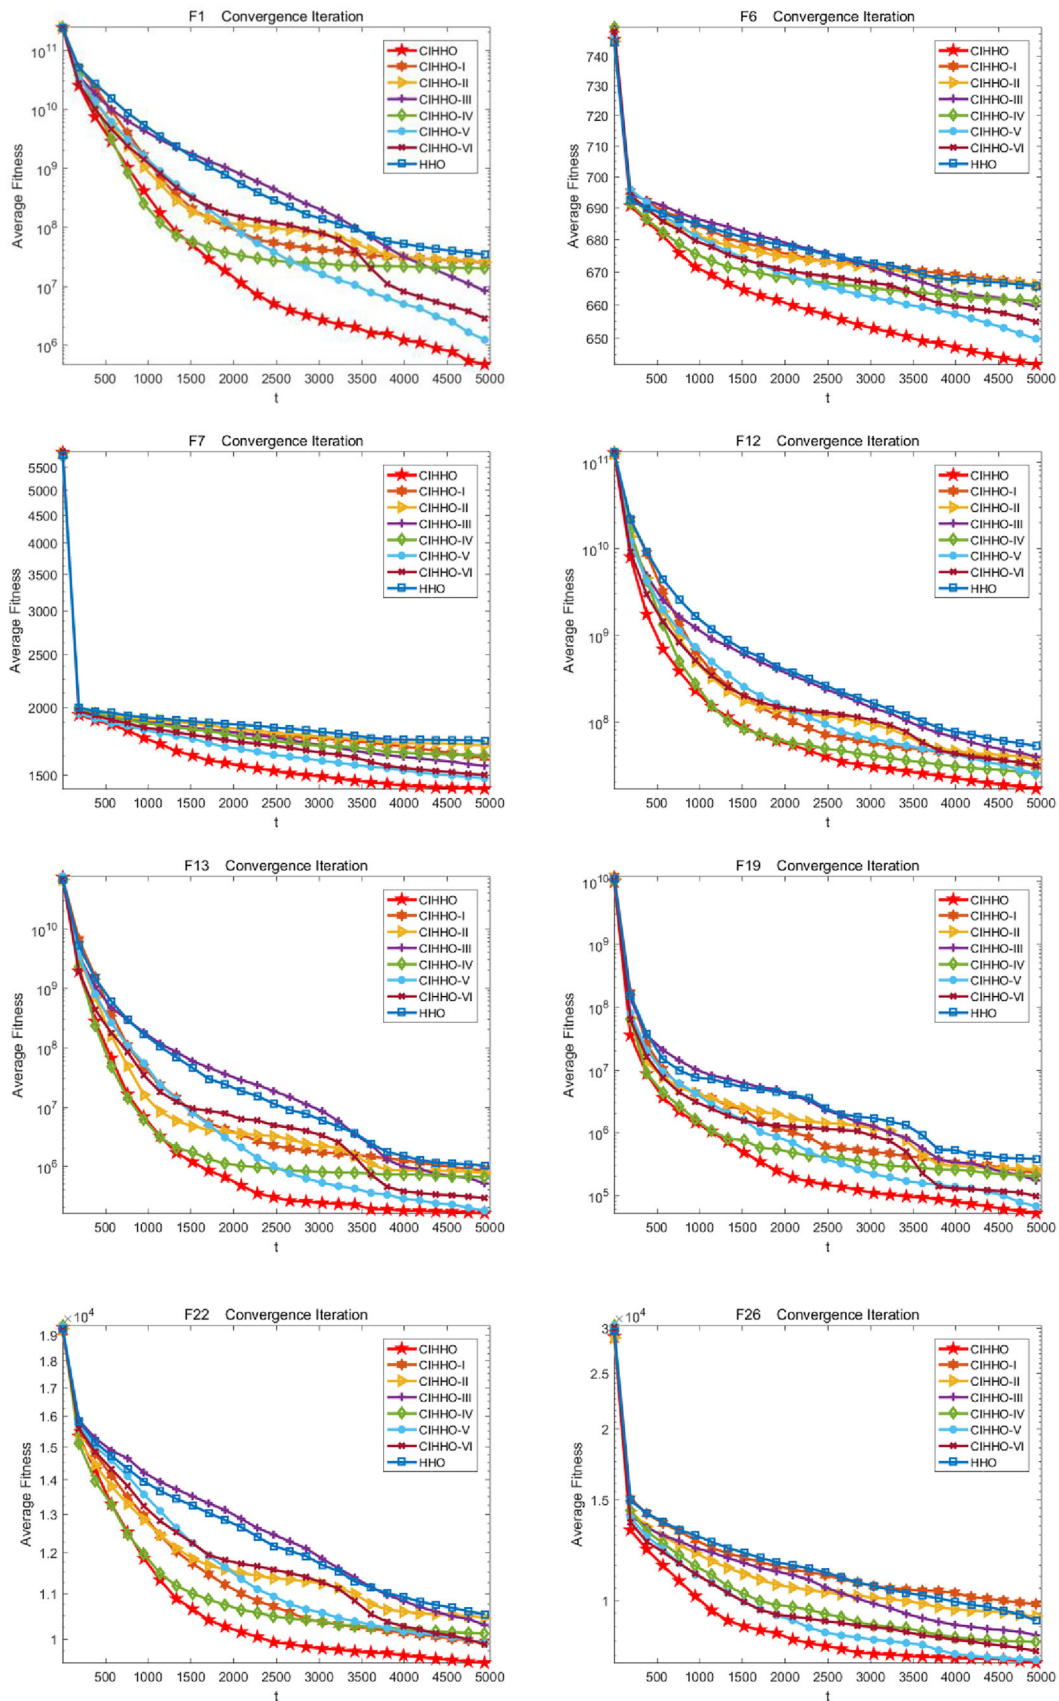 F1 Convergence Iteration
Average Fitness
10^11
10^10
10^9
10^8
10^7
10^6
CIHHO
CIHHO-I
CIHHO-II
CIHHO-III
CIHHO-IV
CIHHO-V
CIHHO-VI
HHO
500 1000 1500 2000 2500 3000 3500 4000 4500 5000
t
F6 Convergence Iteration
Average Fitness
740
730
720
710
700
690
680
670
660
650
CIHHO
CIHHO-I
CIHHO-II
CIHHO-III
CIHHO-IV
CIHHO-V
CIHHO-VI
HHO
500 1000 1500 2000 2500 3000 3500 4000 4500 5000
t
F7 Convergence Iteration
Average Fitness
5500
5000
4500
4000
3500
3000
2500
2000
1500
CIHHO
CIHHO-I
CIHHO-II
CIHHO-III
CIHHO-IV
CIHHO-V
CIHHO-VI
HHO
500 1000 1500 2000 2500 3000 3500 4000 4500 5000
t
F12 Convergence Iteration
Average Fitness
10^11
10^10
10^9
10^8
CIHHO
CIHHO-I
CIHHO-II
CIHHO-III
CIHHO-IV
CIHHO-V
CIHHO-VI
HHO
500 1000 1500 2000 2500 3000 3500 4000 4500 5000
t
F13 Convergence Iteration
Average Fitness
10^10
10^9
10^8
10^7
10^6
CIHHO
CIHHO-I
CIHHO-II
CIHHO-III
CIHHO-IV
CIHHO-V
CIHHO-VI
HHO
500 1000 1500 2000 2500 3000 3500 4000 4500 5000
t
F19 Convergence Iteration
Average Fitness
10^10
10^9
10^8
10^7
10^6
10^5
CIHHO
CIHHO-I
CIHHO-II
CIHHO-III
CIHHO-IV
CIHHO-V
CIHHO-VI
HHO
500 1000 1500 2000 2500 3000 3500 4000 4500 5000
t
×10^4 F22 Convergence Iteration
Average Fitness
1.9
1.8
1.7
1.6
1.5
1.4
1.3
1.2
1.1
1
CIHHO
CIHHO-I
CIHHO-II
CIHHO-III
CIHHO-IV
CIHHO-V
CIHHO-VI
HHO
500 1000 1500 2000 2500 3000 3500 4000 4500 5000
t
×10^4 F26 Convergence Iteration
Average Fitness
3
2.5
2
1.5
1
CIHHO
CIHHO-I
CIHHO-II
CIHHO-III
CIHHO-IV
CIHHO-V
CIHHO-VI
HHO
500 1000 1500 2000 2500 3000 3500 4000 4500 5000
t